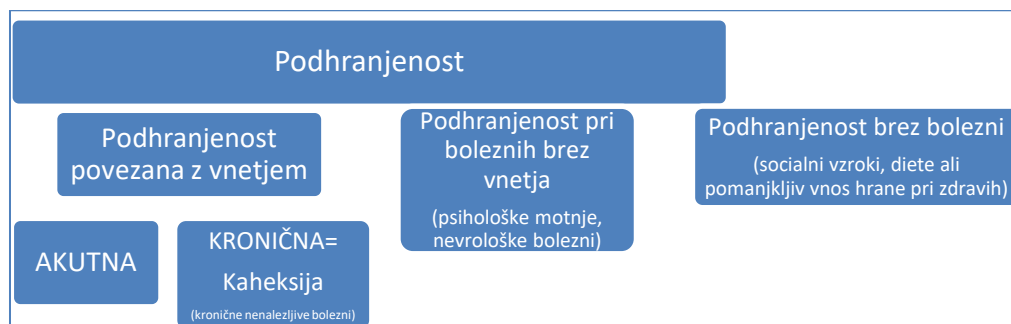 Podhranjenost
Podhranjenost
povezana z vnetjem
Podhranjenost pri
boleznih brez
vnetja
(psihološke motnje,
nevrološke bolezni)
Podhranjenost brez bolezni
(socialni vzroki, diete ali
pomanjkljiv vnos hrane pri zdravih)
AKUTNA
KRONIČNA=
Kaheksija
(kronične nenalezljive bolezni)